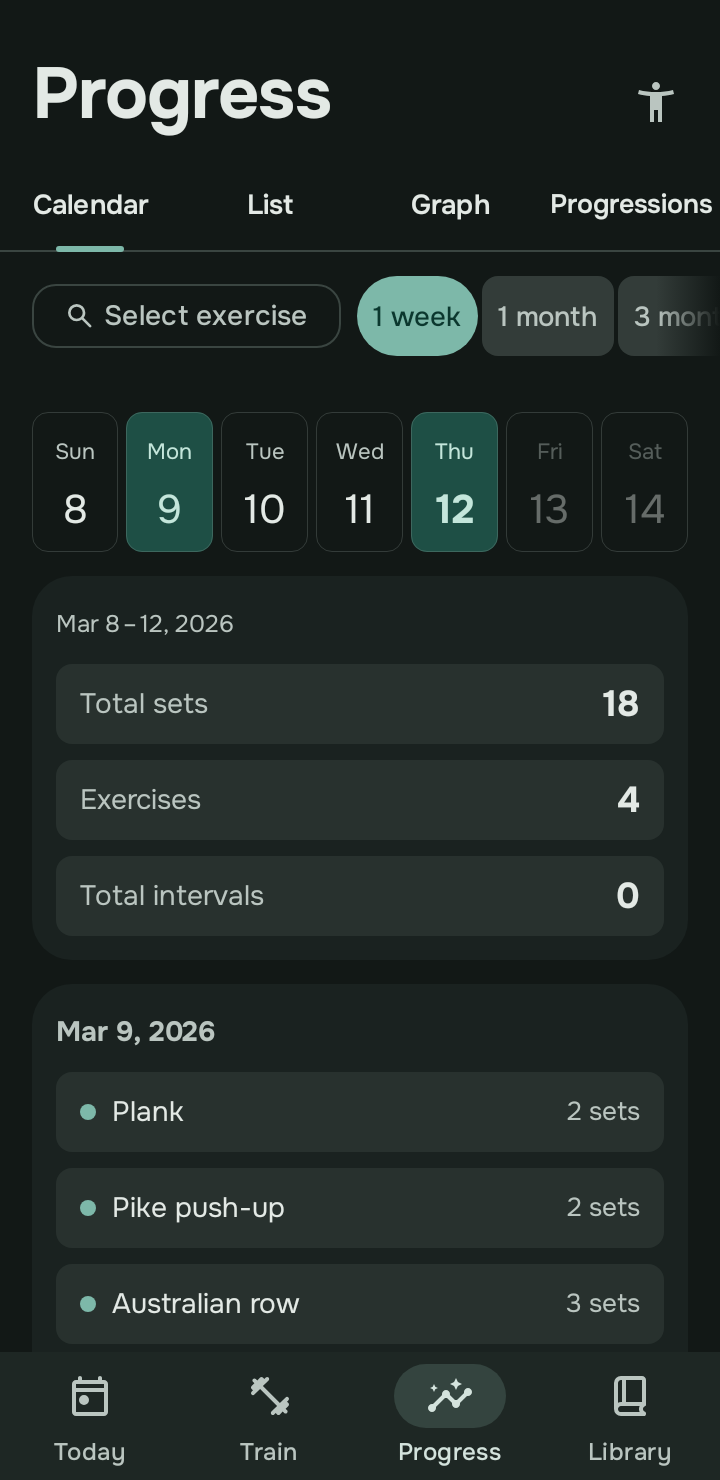 Progress
Calendar List Graph Progressions
Select exercise 1 week 1 month 3 mon
Sun Mon Tue Wed Thu Fri Sat
8 9 10 11 12 13 14
Mar 8 – 12, 2026
Total sets 18
Exercises 4
Total intervals 0
Mar 9, 2026
Plank 2 sets
Pike push-up 2 sets
Australian row 3 sets
Today Train Progress Library